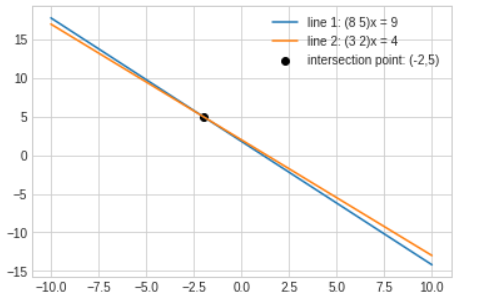 line 1: (8 5)x = 9
line 2: (3 2)x = 4
intersection point: (-2,5)
15
10
5
0
−5
−10
−15
−10.0 −7.5 −5.0 −2.5 0.0 2.5 5.0 7.5 10.0